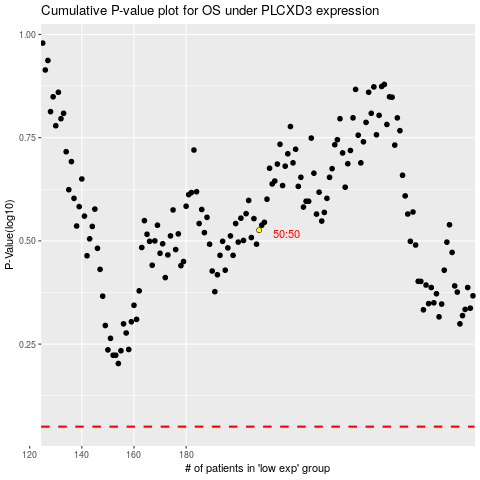 Cumulative P-value plot for OS under PLCXD3 expression
1.00
0.75
0.50
0.25
P-Value(log10)
50:50
120 140 160 180
# of patients in 'low exp' group